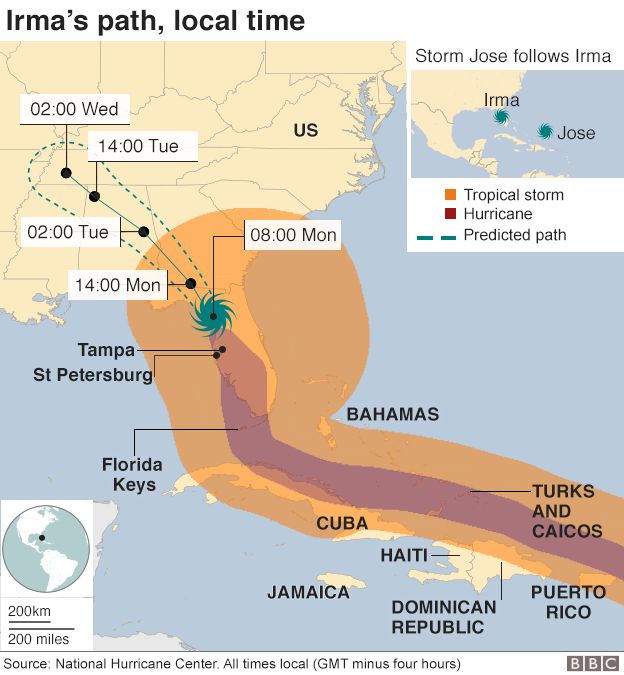 Irma's path, local time
Storm Jose follows Irma
Irma
Jose
Tropical storm
Hurricane
Predicted path
02:00 Wed
14:00 Tue
US
02:00 Tue
08:00 Mon
14:00 Mon
Tampa
St Petersburg
BAHAMAS
Florida
Keys
TURKS
AND
CAICOS
CUBA
HAITI
JAMAICA
DOMINICAN
REPUBLIC
PUERTO
RICO
200km
200 miles
Source: National Hurricane Center. All times local (GMT minus four hours)
BBC